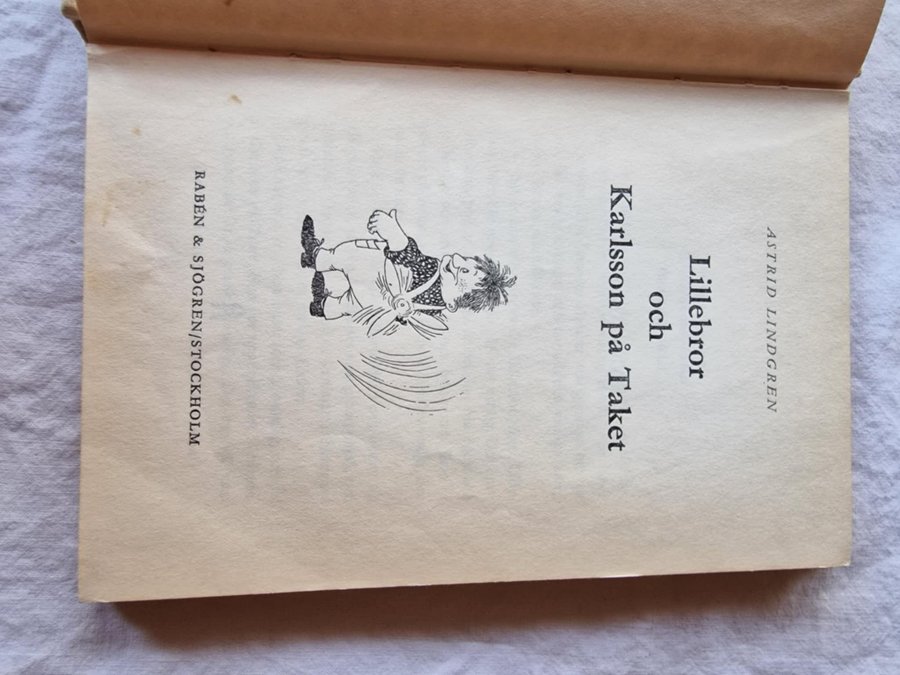 ASTRID LINDGREN
Lillebror
och
Karlsson på Taket
RABÉN & SJÖGREN/STOCKHOLM